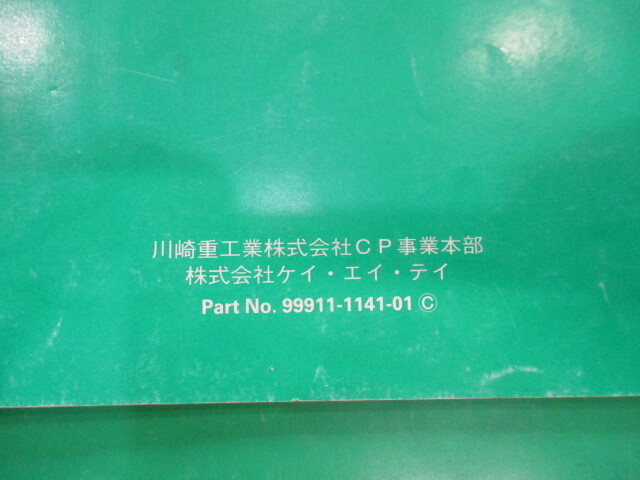 川崎重工業株式会社ＣＰ事業本部
株式会社ケイ・エイ・テイ
Part No. 99911-1141-01 ©